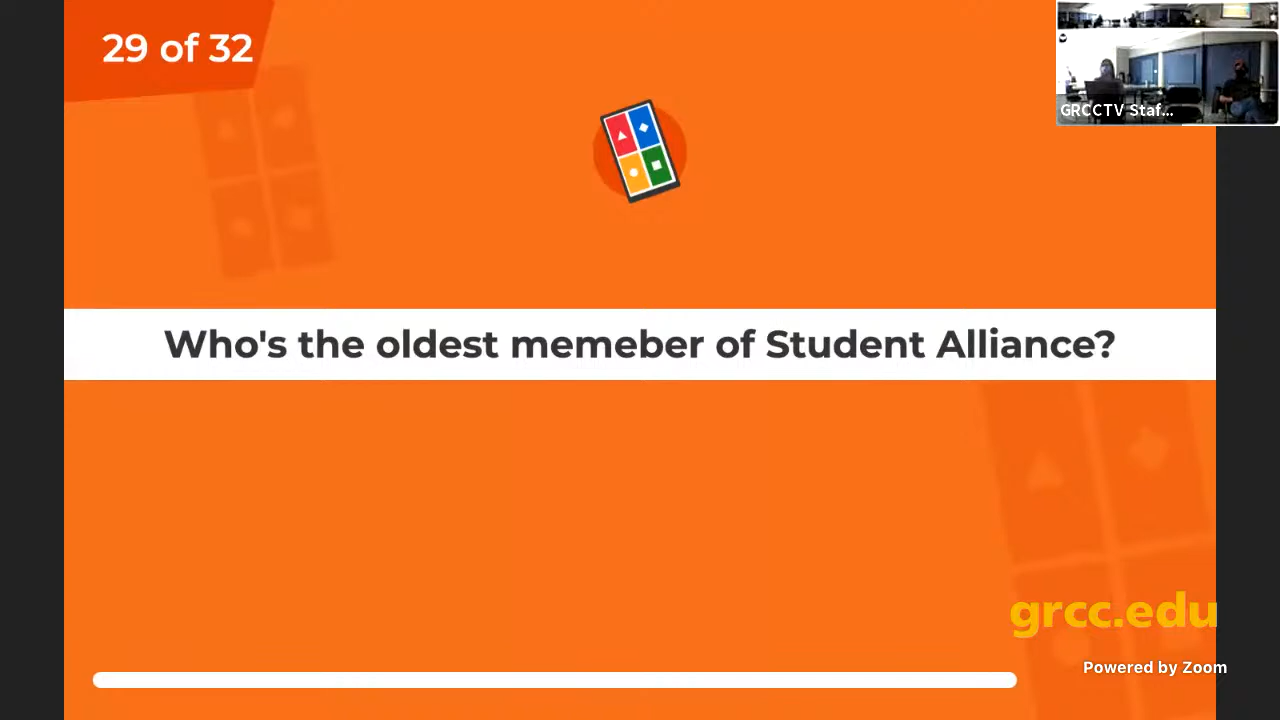 29 of 32
GRCCTV Staf...
Who's the oldest memeber of Student Alliance?
grcc.edu
Powered by Zoom